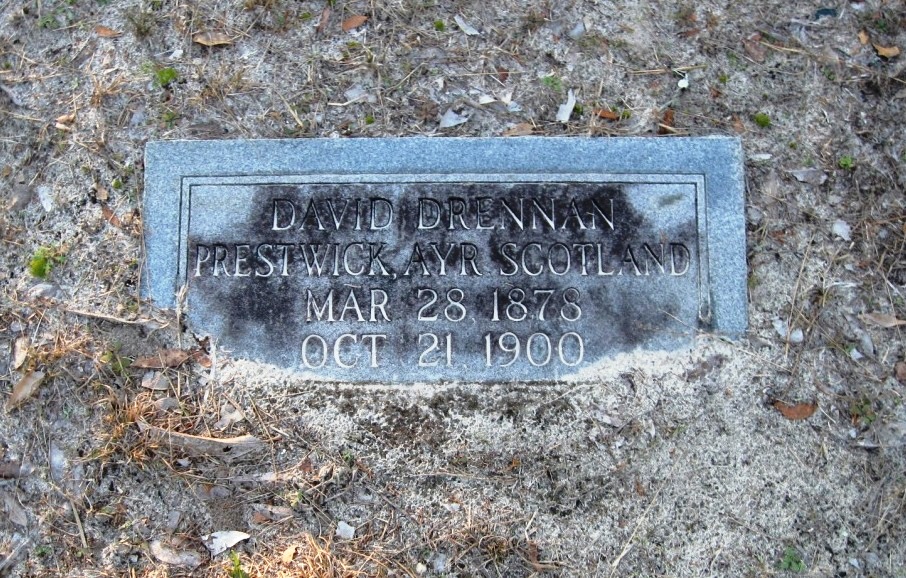 DAVID DRENNAN
PRESTWICK, AYR SCOTLAND
MAR 28, 1878
OCT 21 1900